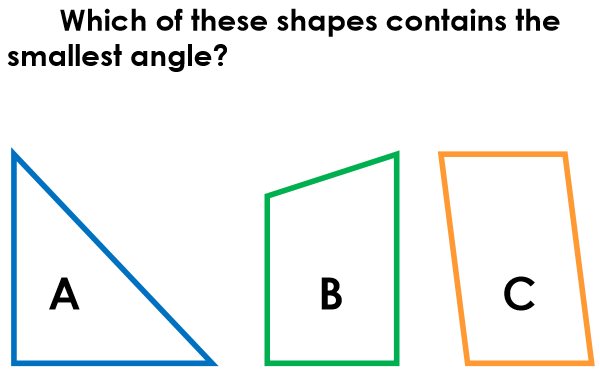 Which of these shapes contains the
smallest angle?
A B C